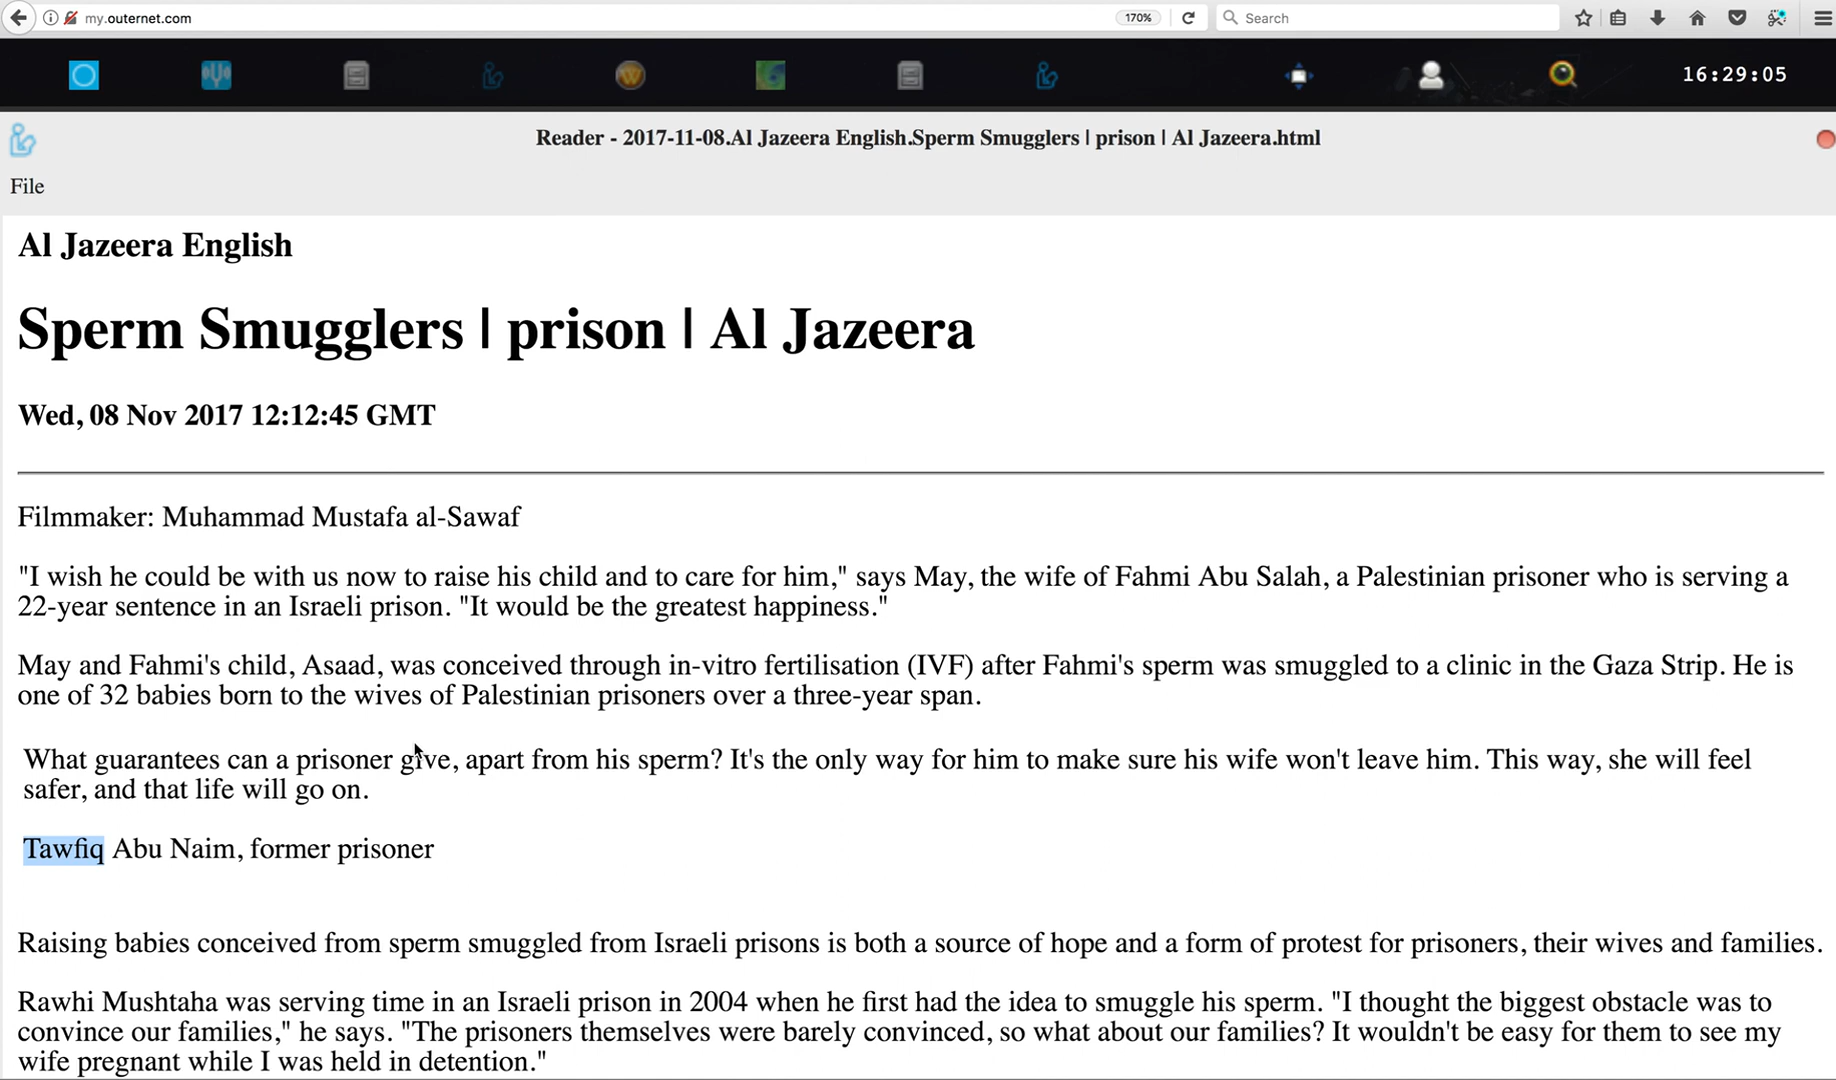 my.outernet.com
170%
Search
16:29:05
Reader - 2017-11-08.Al Jazeera English.Sperm Smugglers | prison | Al Jazeera.html
File
Al Jazeera English
Sperm Smugglers | prison | Al Jazeera
Wed, 08 Nov 2017 12:12:45 GMT
Filmmaker: Muhammad Mustafa al-Sawaf
"I wish he could be with us now to raise his child and to care for him," says May, the wife of Fahmi Abu Salah, a Palestinian prisoner who is serving a
22-year sentence in an Israeli prison. "It would be the greatest happiness."
May and Fahmi's child, Asaad, was conceived through in-vitro fertilisation (IVF) after Fahmi's sperm was smuggled to a clinic in the Gaza Strip. He is
one of 32 babies born to the wives of Palestinian prisoners over a three-year span.
What guarantees can a prisoner give, apart from his sperm? It's the only way for him to make sure his wife won't leave him. This way, she will feel
safer, and that life will go on.
Tawfiq Abu Naim, former prisoner
Raising babies conceived from sperm smuggled from Israeli prisons is both a source of hope and a form of protest for prisoners, their wives and families.
Rawhi Mushtaha was serving time in an Israeli prison in 2004 when he first had the idea to smuggle his sperm. "I thought the biggest obstacle was to
convince our families," he says. "The prisoners themselves were barely convinced, so what about our families? It wouldn't be easy for them to see my
wife pregnant while I was held in detention."